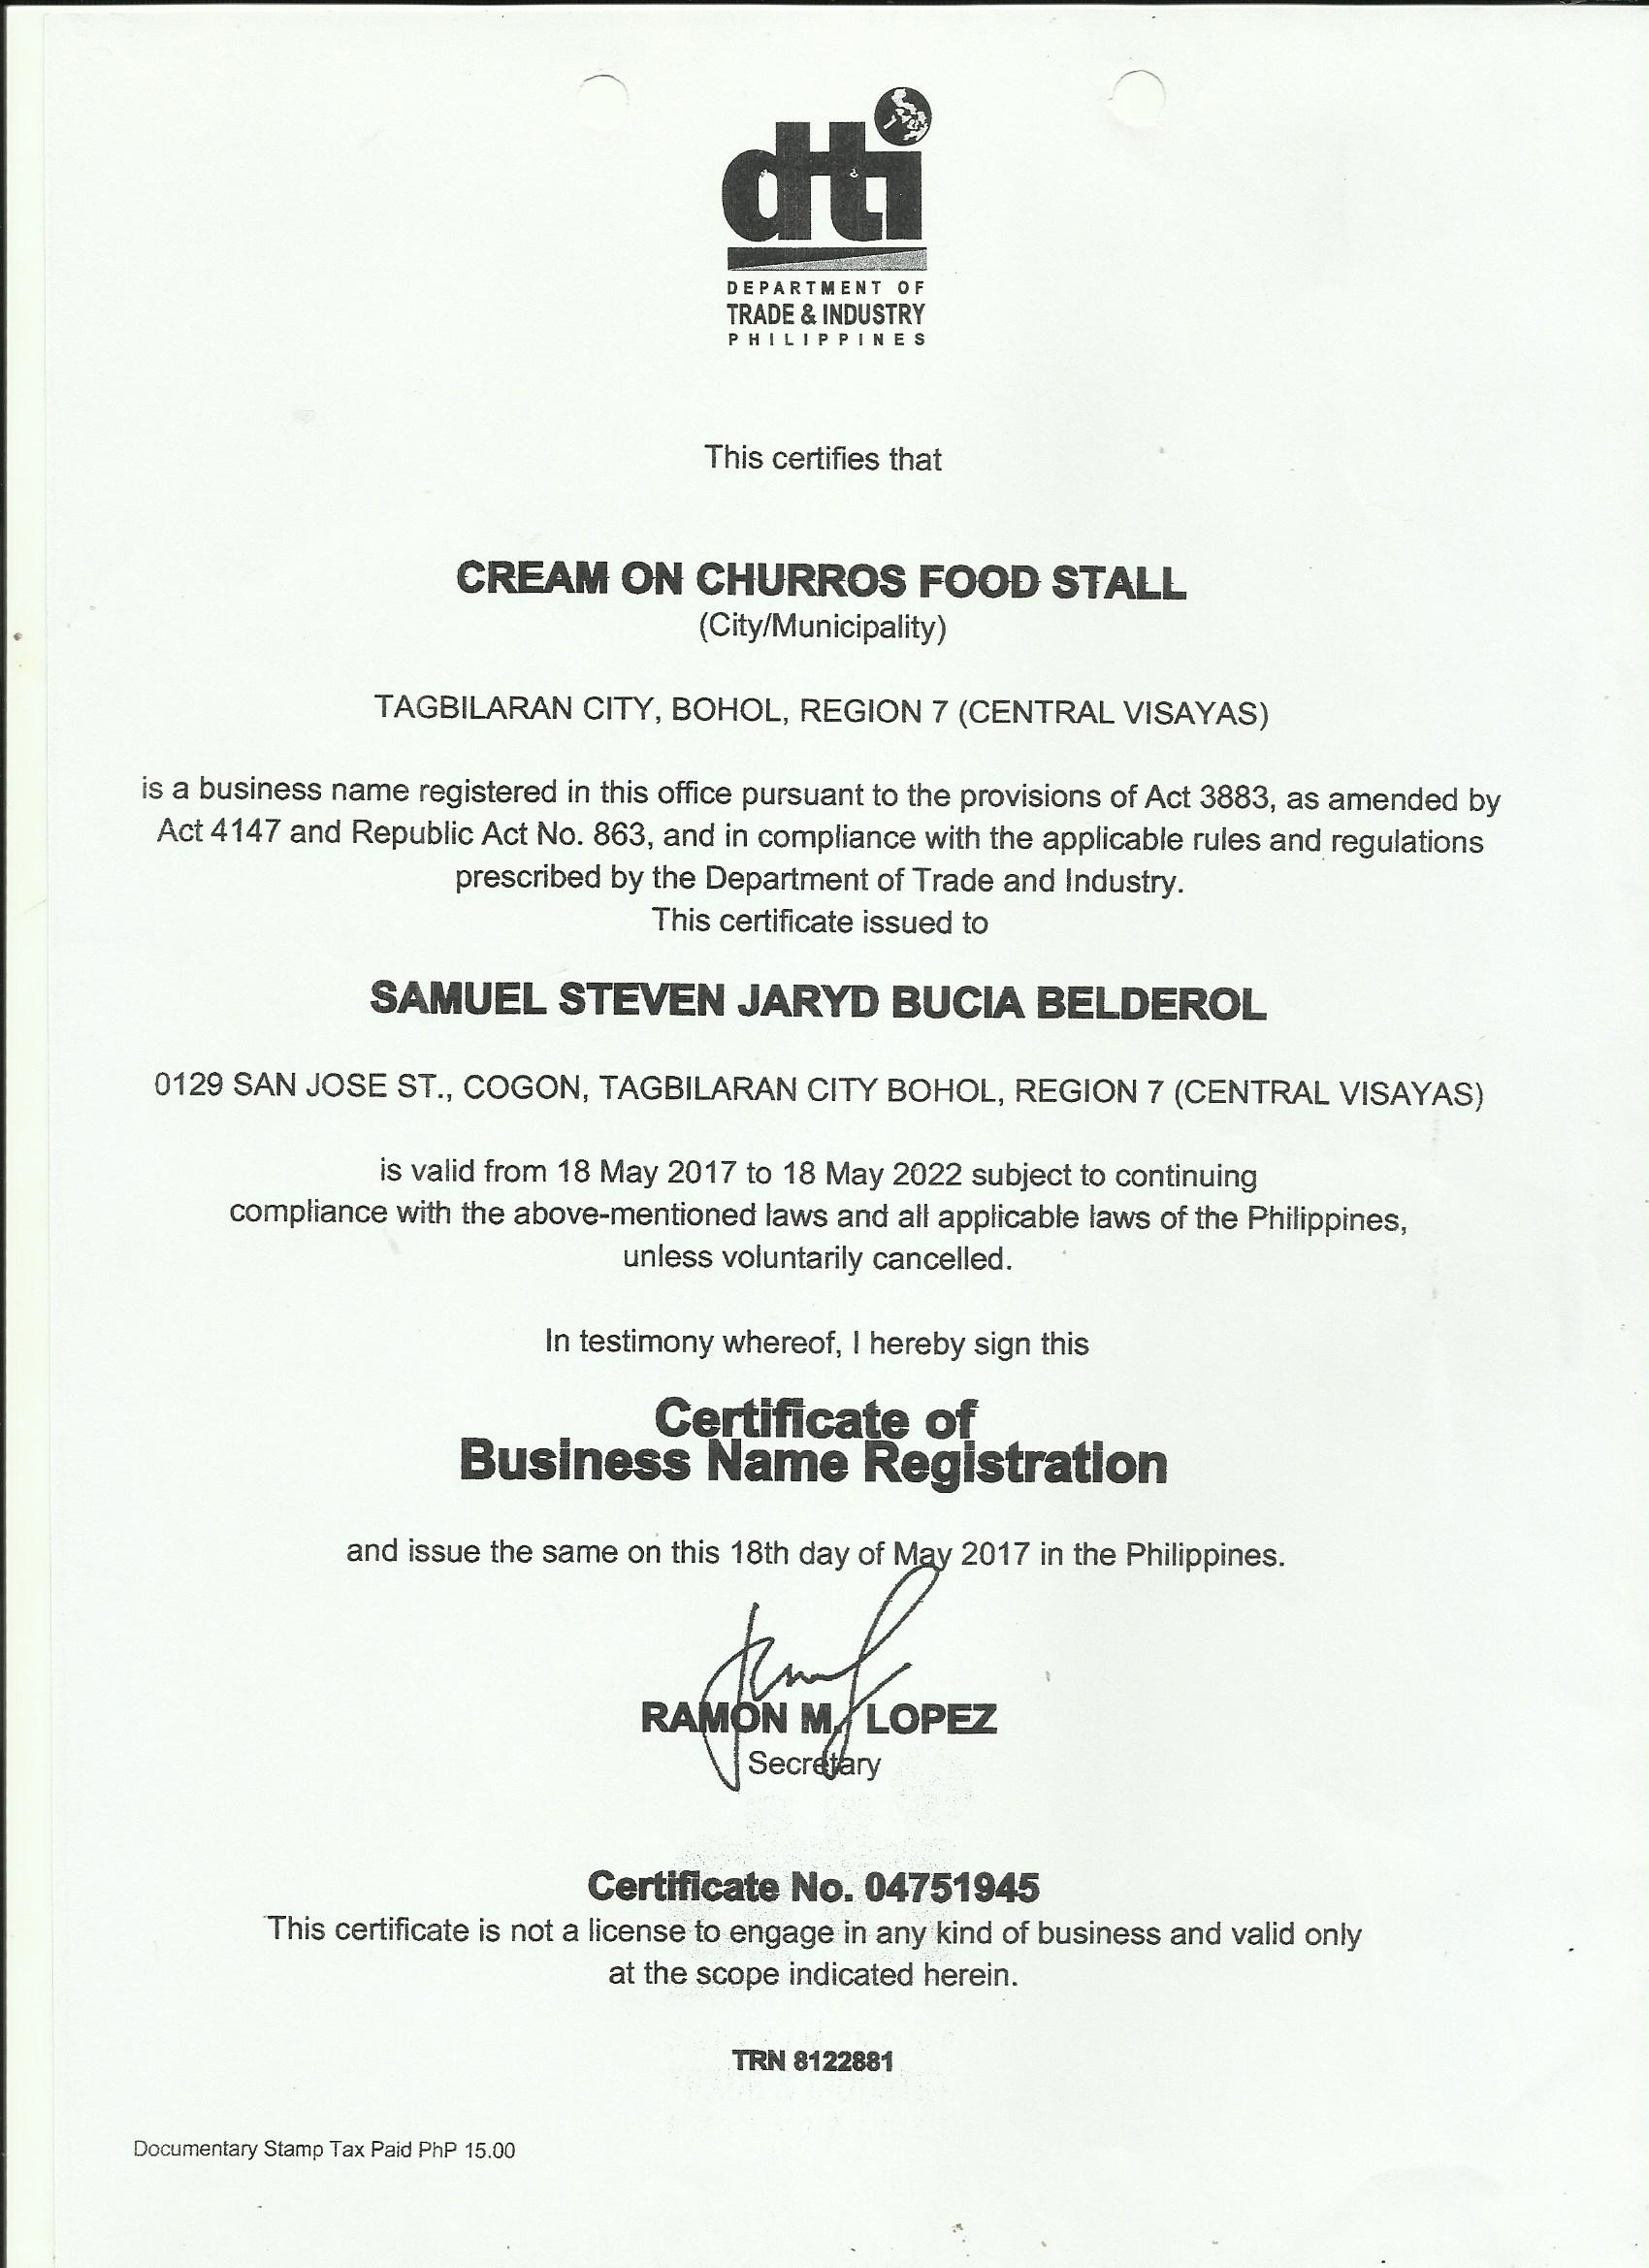 dti
DEPARTMENT OF
TRADE & INDUSTRY
PHILIPPINES
This certifies that
CREAM ON CHURROS FOOD STALL
(City/Municipality)
TAGBILARAN CITY, BOHOL, REGION 7 (CENTRAL VISAYAS)
is a business name registered in this office pursuant to the provisions of Act 3883, as amended by
Act 4147 and Republic Act No. 863, and in compliance with the applicable rules and regulations
prescribed by the Department of Trade and Industry.
This certificate issued to
SAMUEL STEVEN JARYD BUCIA BELDEROL
0129 SAN JOSE ST., COGON, TAGBILARAN CITY BOHOL, REGION 7 (CENTRAL VISAYAS)
is valid from 18 May 2017 to 18 May 2022 subject to continuing
compliance with the above-mentioned laws and all applicable laws of the Philippines,
unless voluntarily cancelled.
In testimony whereof, I hereby sign this
Certificate of
Business Name Registration
and issue the same on this 18th day of May 2017 in the Philippines.
RAMON M. LOPEZ
Secretary
Certificate No. 04751945
This certificate is not a license to engage in any kind of business and valid only
at the scope indicated herein.
TRN 8122881
Documentary Stamp Tax Paid PhP 15.00